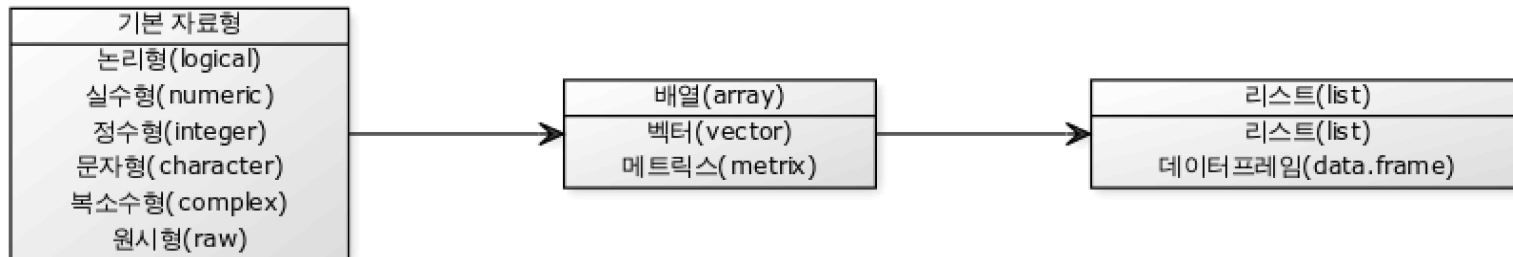 기본 자료형
논리형(logical)
실수형(numeric)
정수형(integer)
문자형(character)
복소수형(complex)
원시형(raw)
배열(array)
벡터(vector)
메트릭스(metrix)
리스트(list)
리스트(list)
데이터프레임(data.frame)